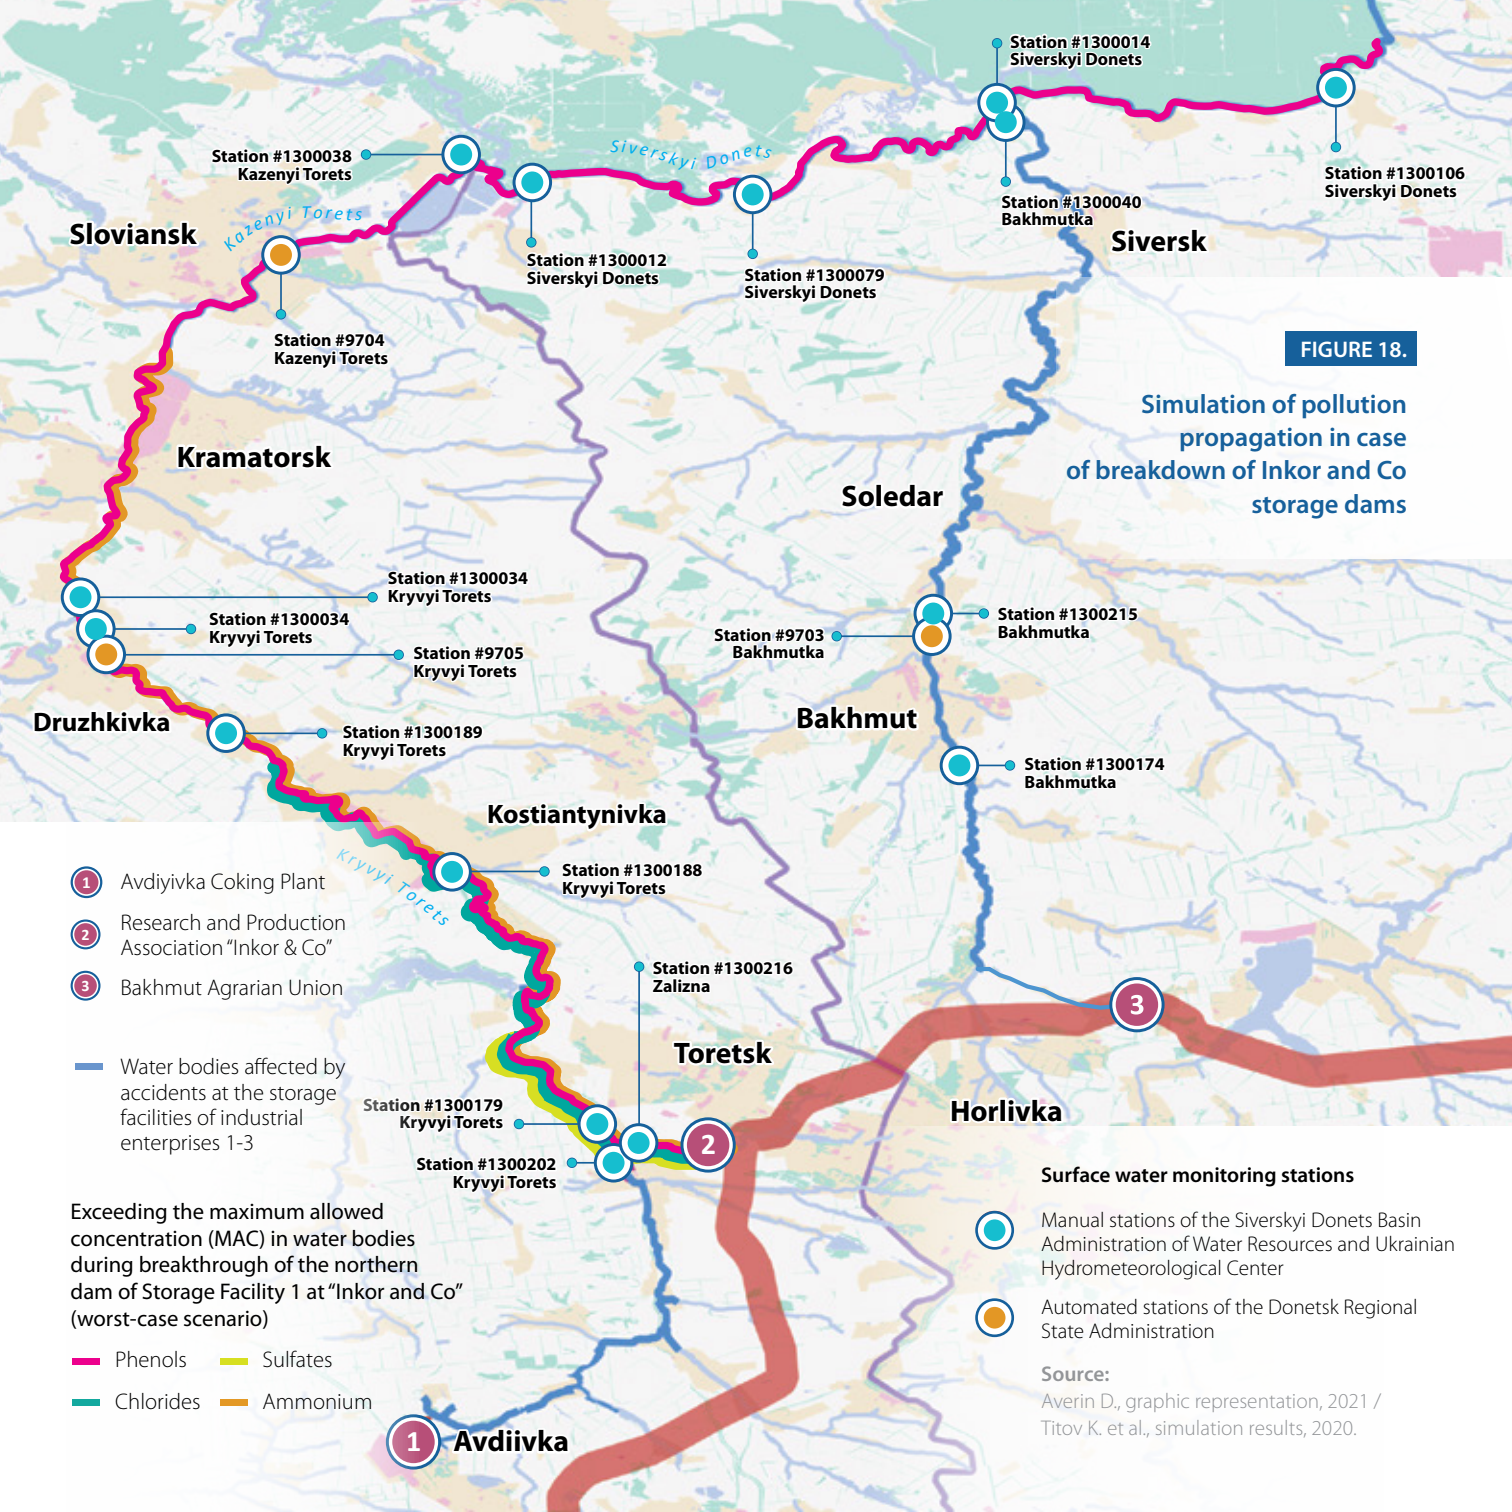 Station #1300014
Siverskyi Donets
Station #1300038
Kazenyi Torets
Siverskyi Donets
Station #1300106
Siverskyi Donets
Station #1300040
Bakhmutka
Kazenyi Torets
Sloviansk
Siversk
Station #1300012
Siverskyi Donets
Station #1300079
Siverskyi Donets
Station #9704
Kazenyi Torets
FIGURE 18.
Simulation of pollution
propagation in case
of breakdown of Inkor and Co
storage dams
Kramatorsk
Soledar
Station #1300034
Kryvyi Torets
Station #1300034
Kryvyi Torets
Station #9705
Kryvyi Torets
Station #1300215
Bakhmutka
Station #9703
Bakhmutka
Druzhkivka
Bakhmut
Station #1300189
Kryvyi Torets
Station #1300174
Bakhmutka
Kostiantynivka
Kryvyi Torets
Station #1300188
Kryvyi Torets
1 Avdiyivka Coking Plant
2 Research and Production
Association “Inkor & Co”
3 Bakhmut Agrarian Union
Station #1300216
Zalizna
3
Toretsk
Water bodies affected by
accidents at the storage
facilities of industrial
enterprises 1-3
Station #1300179
Kryvyi Torets
2
Horlivka
Station #1300202
Kryvyi Torets
Exceeding the maximum allowed
concentration (MAC) in water bodies
during breakthrough of the northern
dam of Storage Facility 1 at “Inkor and Co”
(worst-case scenario)
Phenols Sulfates
Chlorides Ammonium
1 Avdiivka
Surface water monitoring stations
Manual stations of the Siverskyi Donets Basin
Administration of Water Resources and Ukrainian
Hydrometeorological Center
Automated stations of the Donetsk Regional
State Administration
Source:
Averin D., graphic representation, 2021 /
Titov K. et al., simulation results, 2020.